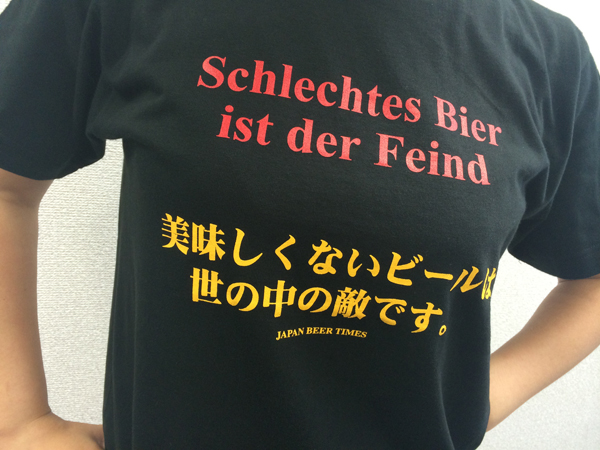 Schlechtes Bier
ist der Feind
美味しくないビールは
世の中の敵です。
JAPAN BEER TIMES